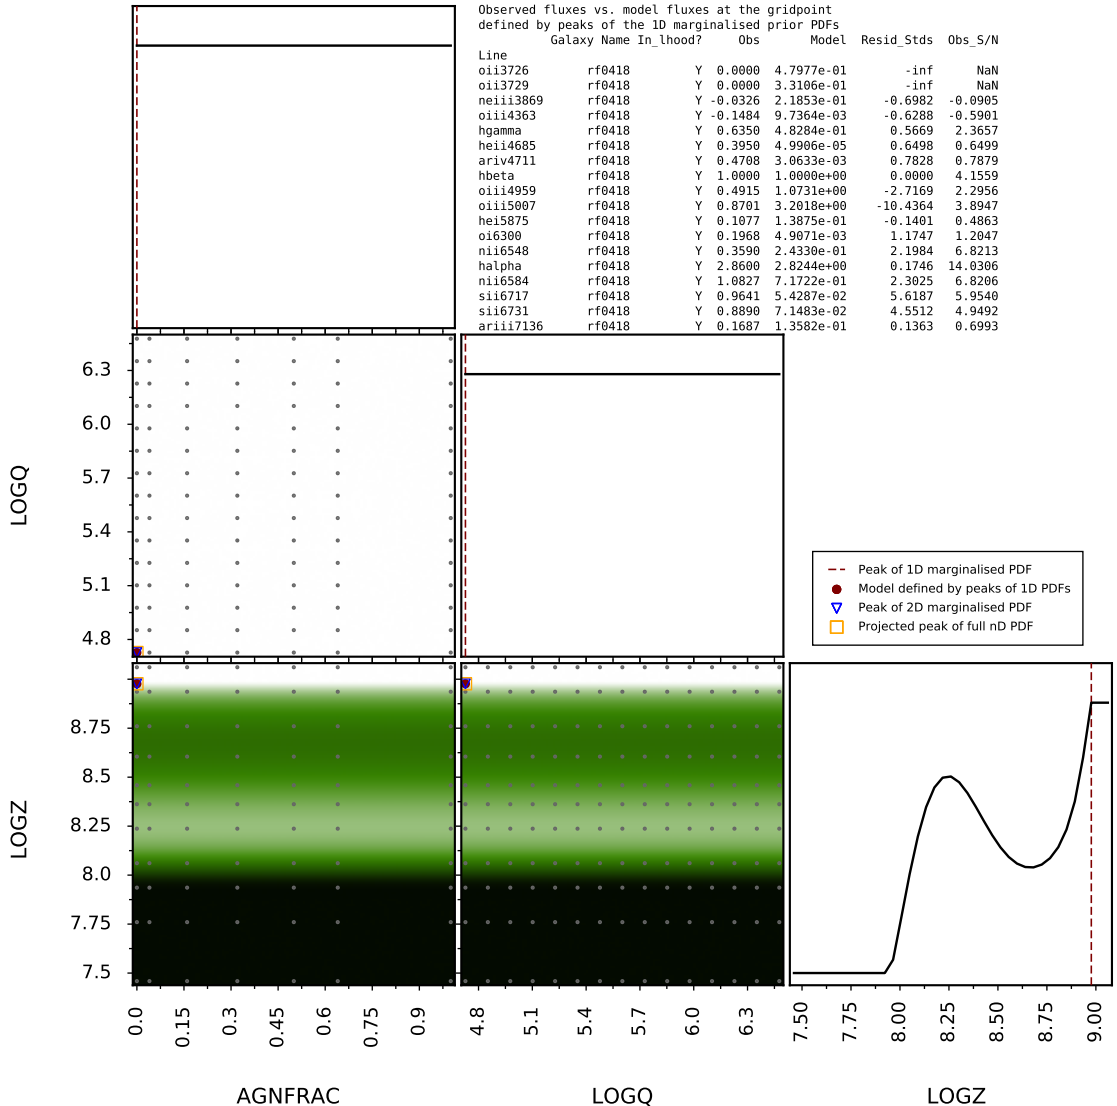 Observed fluxes vs. model fluxes at the gridpoint
defined by peaks of the 1D marginalised prior PDFs
Galaxy Name In_lhood? Obs Model Resid_Stds Obs_S/N
Line
oii3726 rf0418 Y 0.0000 4.7977e-01 -inf NaN
oii3729 rf0418 Y 0.0000 3.3106e-01 -inf NaN
neiii3869 rf0418 Y -0.0326 2.1853e-01 -0.6982 -0.0905
oiii4363 rf0418 Y -0.1484 9.7364e-03 -0.6288 -0.5901
hgamma rf0418 Y 0.6350 4.8284e-01 0.5669 2.3657
heii4685 rf0418 Y 0.3950 4.9906e-05 0.6498 0.6499
ariv4711 rf0418 Y 0.4708 3.0633e-03 0.7828 0.7879
hbeta rf0418 Y 1.0000 1.0000e+00 0.0000 4.1559
oiii4959 rf0418 Y 0.4915 1.0731e+00 -2.7169 2.2956
oiii5007 rf0418 Y 0.8701 3.2018e+00 -10.4364 3.8947
hei5875 rf0418 Y 0.1077 1.3875e-01 -0.1401 0.4863
oi6300 rf0418 Y 0.1968 4.9071e-03 1.1747 1.2047
nii6548 rf0418 Y 0.3590 2.4330e-01 2.1984 6.8213
halpha rf0418 Y 2.8600 2.8244e+00 0.1746 14.0306
nii6584 rf0418 Y 1.0827 7.1722e-01 2.3025 6.8206
sii6717 rf0418 Y 0.9641 5.4287e-02 5.6187 5.9540
sii6731 rf0418 Y 0.8890 7.1483e-02 4.5512 4.9492
ariii7136 rf0418 Y 0.1687 1.3582e-01 0.1363 0.6993
6.3
6.0
5.7
5.4
5.1
4.8
LOGQ
Peak of 1D marginalised PDF
Model defined by peaks of 1D PDFs
Peak of 2D marginalised PDF
Projected peak of full nD PDF
8.75
8.5
8.25
8.0
7.75
7.5
LOGZ
0.0 0.15 0.3 0.45 0.6 0.75 0.9
4.8 5.1 5.4 5.7 6.0 6.3
7.50 7.75 8.00 8.25 8.50 8.75 9.00
AGNFRAC LOGQ LOGZ